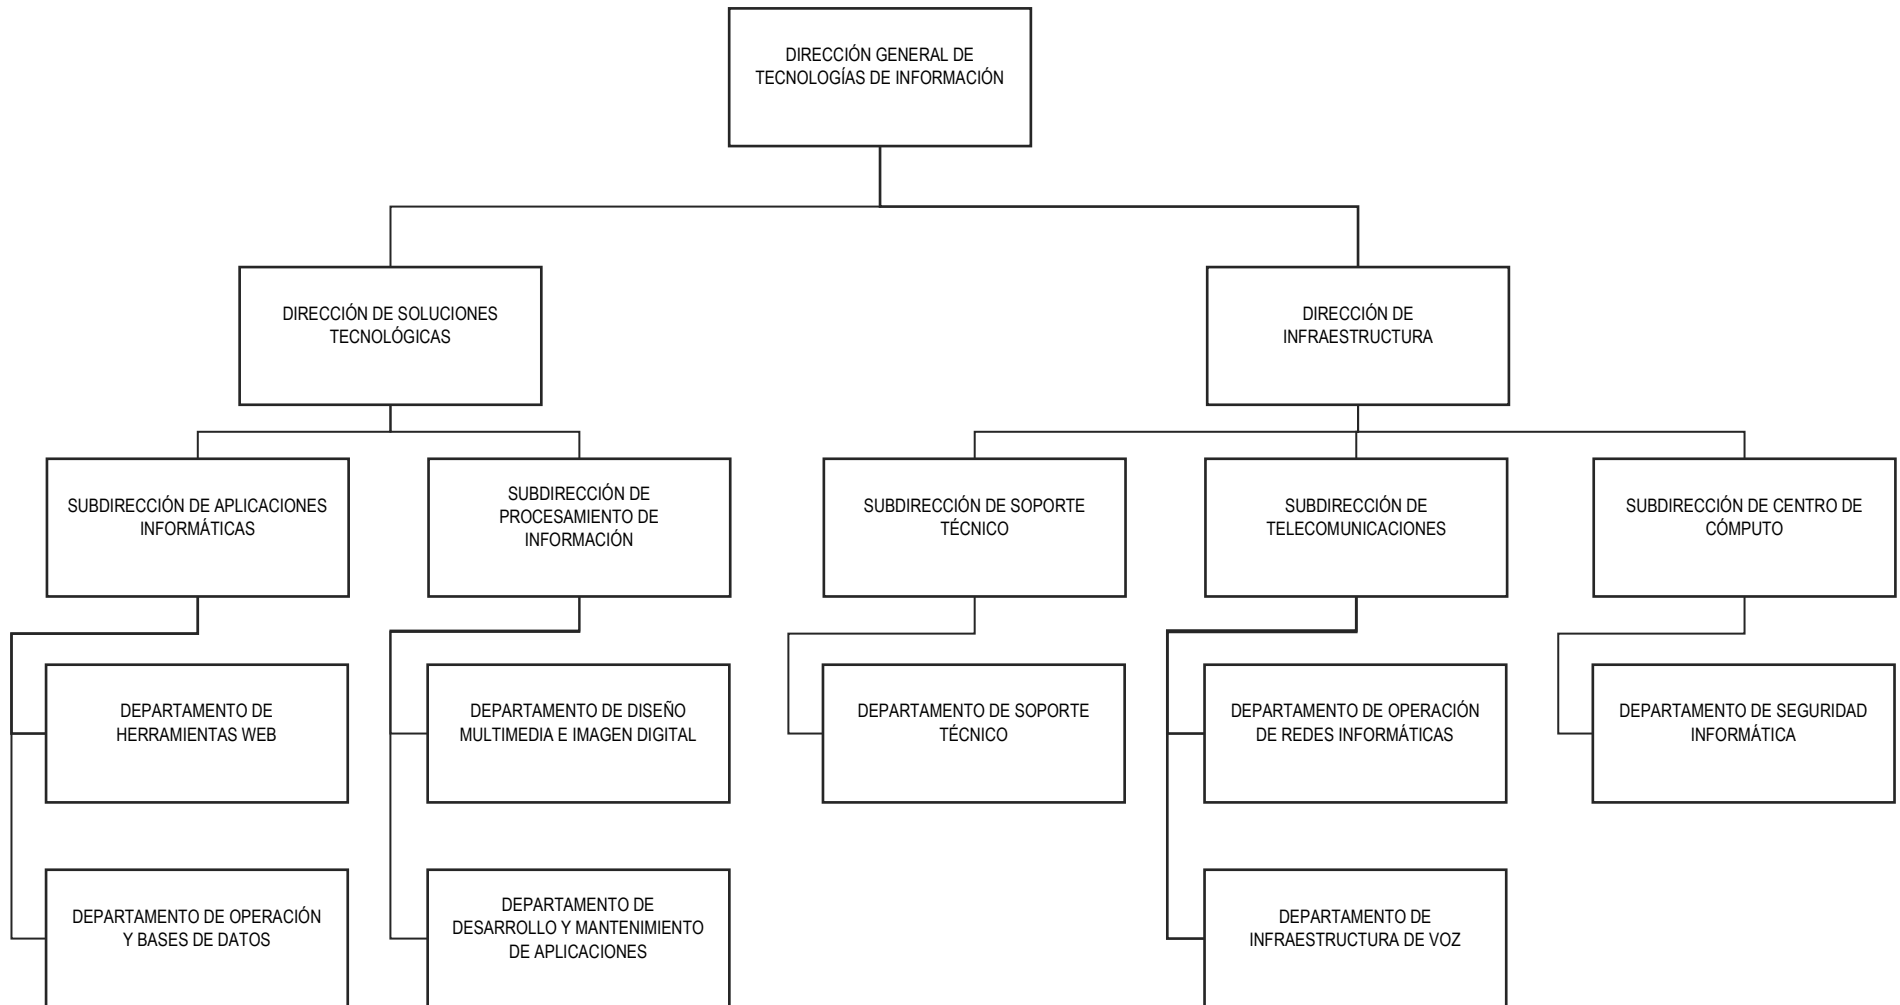 DIRECCIÓN GENERAL DE
TECNOLOGÍAS DE INFORMACIÓN
DIRECCIÓN DE SOLUCIONES
TECNOLÓGICAS
DIRECCIÓN DE
INFRAESTRUCTURA
SUBDIRECCIÓN DE APLICACIONES
INFORMÁTICAS
SUBDIRECCIÓN DE
PROCESAMIENTO DE
INFORMACIÓN
SUBDIRECCIÓN DE SOPORTE
TÉCNICO
SUBDIRECCIÓN DE
TELECOMUNICACIONES
SUBDIRECCIÓN DE CENTRO DE
CÓMPUTO
DEPARTAMENTO DE
HERRAMIENTAS WEB
DEPARTAMENTO DE DISEÑO
MULTIMEDIA E IMAGEN DIGITAL
DEPARTAMENTO DE SOPORTE
TÉCNICO
DEPARTAMENTO DE OPERACIÓN
DE REDES INFORMÁTICAS
DEPARTAMENTO DE SEGURIDAD
INFORMÁTICA
DEPARTAMENTO DE OPERACIÓN
Y BASES DE DATOS
DEPARTAMENTO DE
DESARROLLO Y MANTENIMIENTO
DE APLICACIONES
DEPARTAMENTO DE
INFRAESTRUCTURA DE VOZ